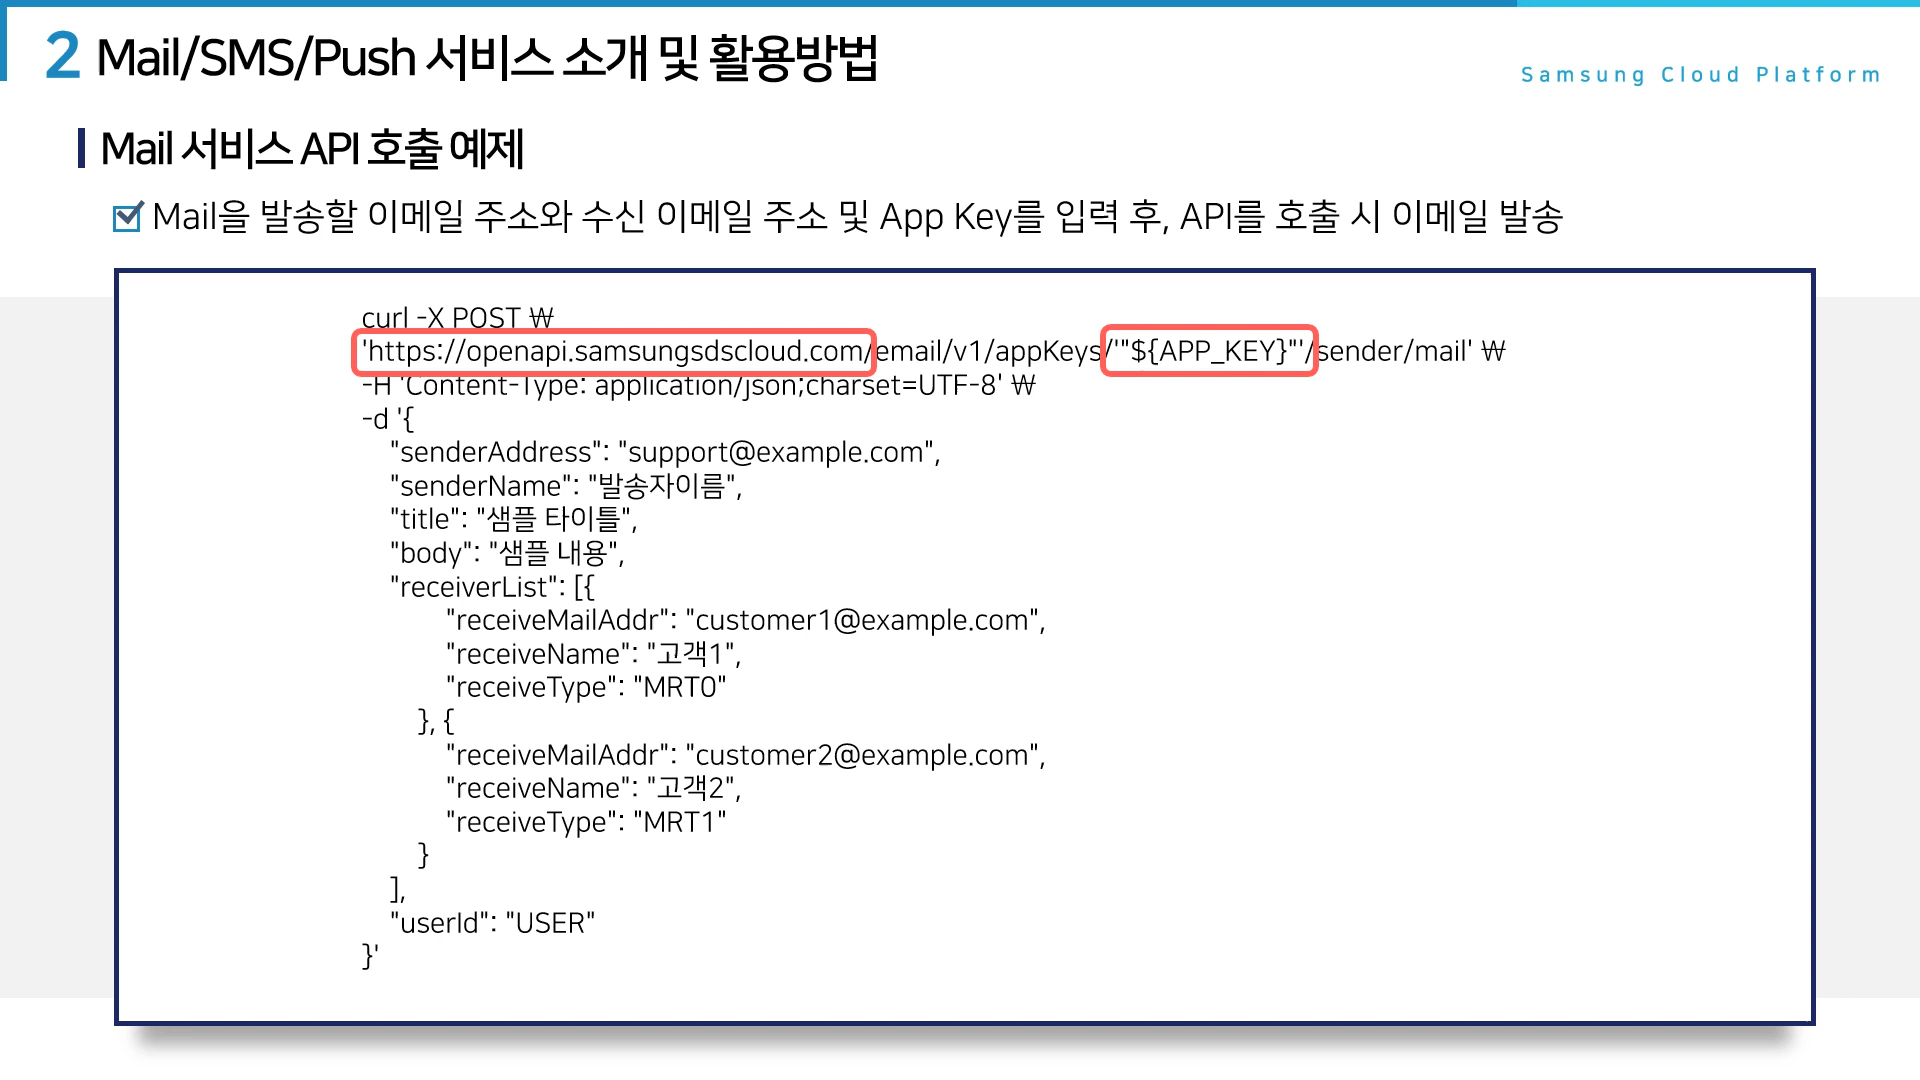 2 Mail/SMS/Push 서비스 소개 및 활용방법
Samsung Cloud Platform
Mail 서비스 API 호출 예제
Mail을 발송할 이메일 주소와 수신 이메일 주소 및 App Key를 입력 후, API를 호출 시 이메일 발송
curl -X POST ₩
'https://openapi.samsungsdscloud.com/email/v1/appKeys/'"${APP_KEY}"'/sender/mail' ₩
-H 'Content-Type: application/json;charset=UTF-8' ₩
-d '{
"senderAddress": "support@example.com",
"senderName": "발송자이름",
"title": "샘플 타이틀",
"body": "샘플 내용",
"receiverList": [{
"receiveMailAddr": "customer1@example.com",
"receiveName": "고객1",
"receiveType": "MRT0"
}, {
"receiveMailAddr": "customer2@example.com",
"receiveName": "고객2",
"receiveType": "MRT1"
}
],
"userId": "USER"
}'